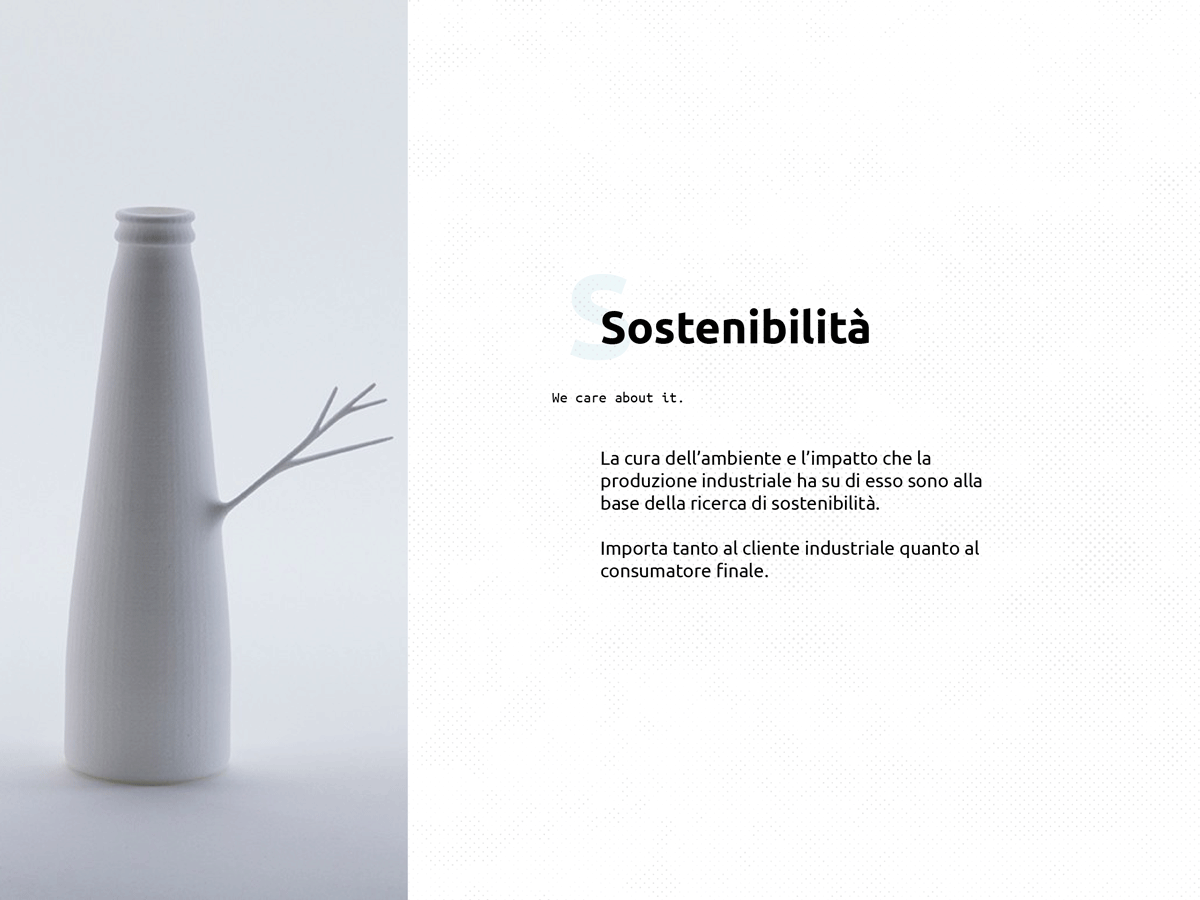 Sostenibilità
We care about it.
La cura dell’ambiente e l’impatto che la
produzione industriale ha su di esso sono alla
base della ricerca di sostenibilità.
Importa tanto al cliente industriale quanto al
consumatore finale.